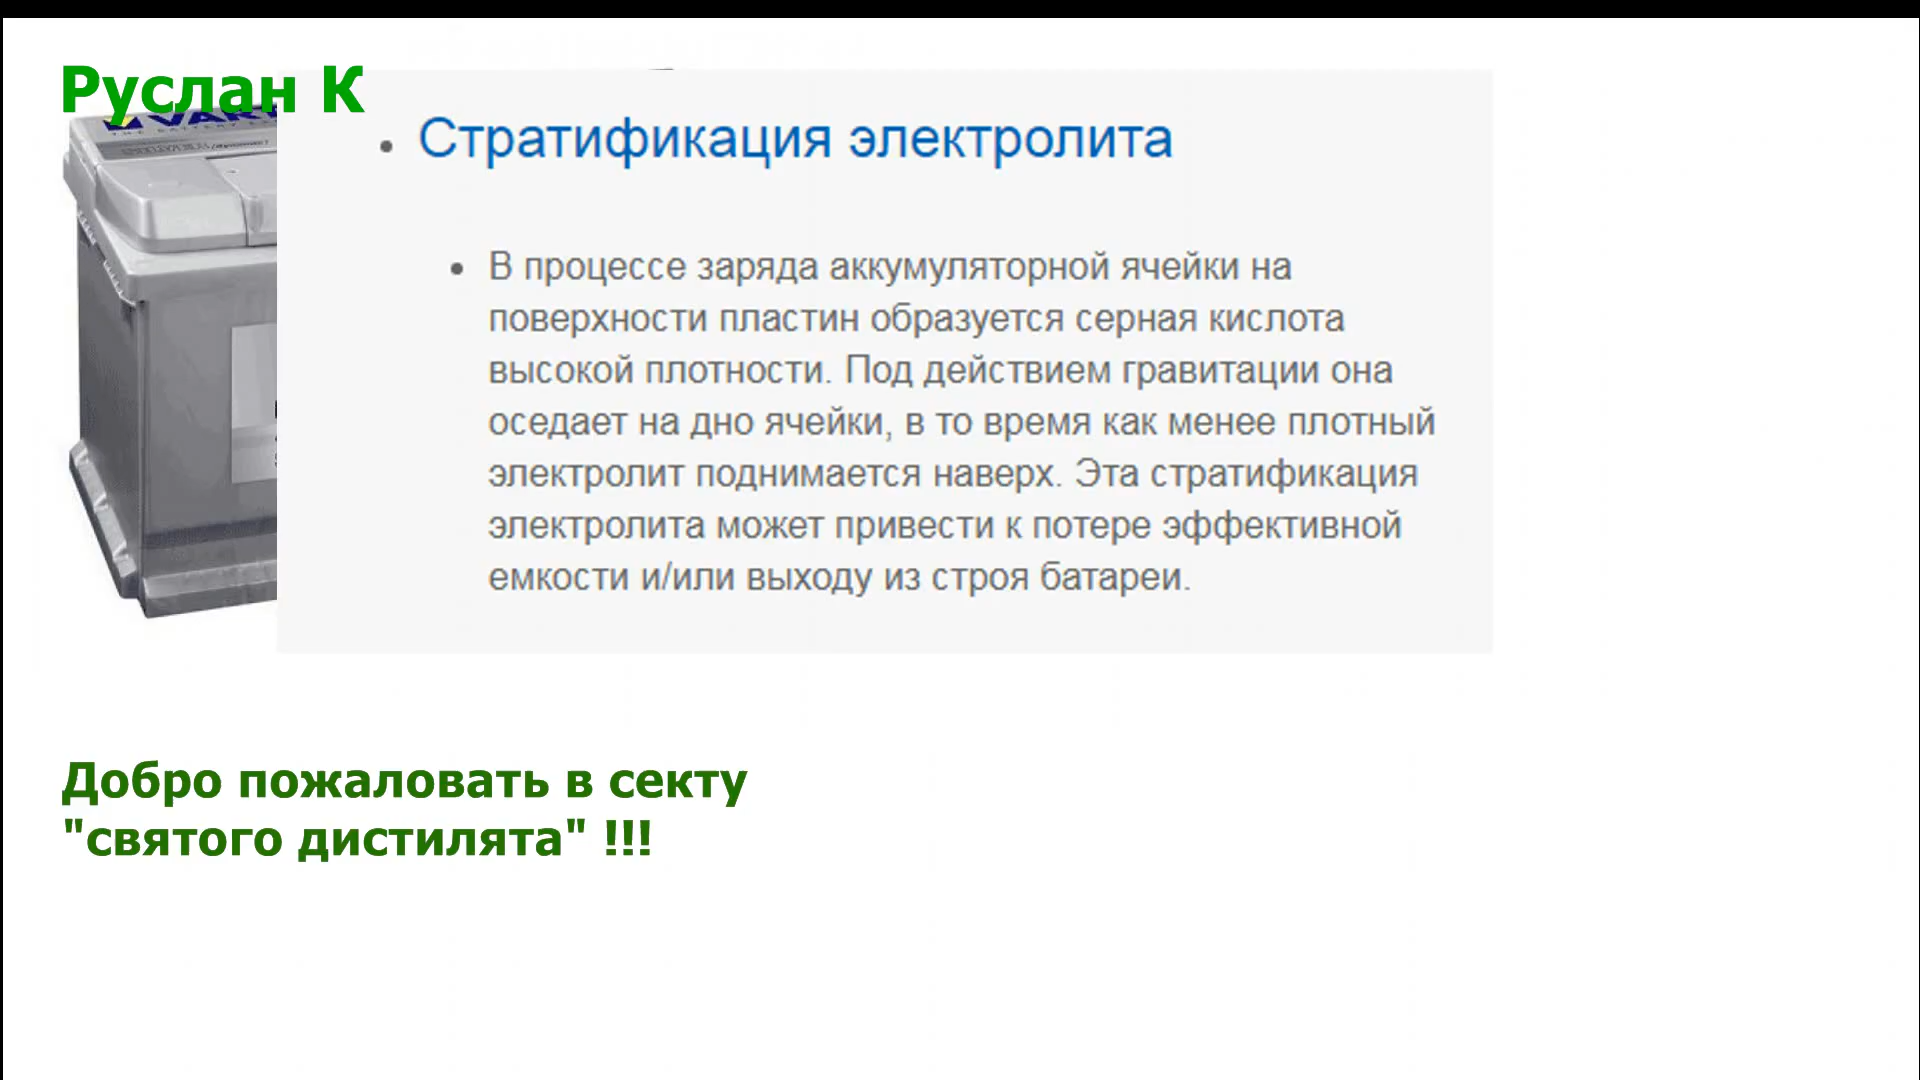 Руслан К
VART
Стратификация электролита
В процессе заряда аккумуляторной ячейки на
поверхности пластин образуется серная кислота
высокой плотности. Под действием гравитации она
оседает на дно ячейки, в то время как менее плотный
электролит поднимается наверх. Эта стратификация
электролита может привести к потере эффективной
емкости и/или выходу из строя батареи.
Добро пожаловать в секту
"святого дистилята" !!!